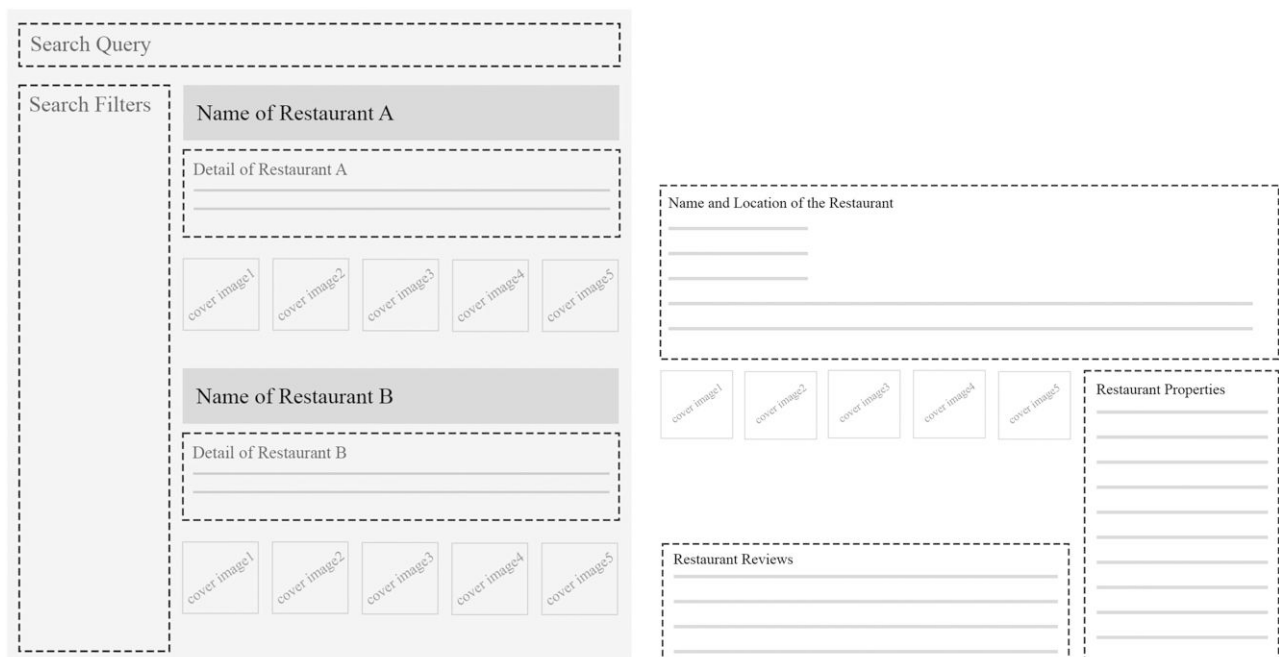 Search Query
Search Filters
Name of Restaurant A
Detail of Restaurant A
cover image1
cover image2
cover image3
cover image4
cover image5
Name of Restaurant B
Detail of Restaurant B
cover image1
cover image2
cover image3
cover image4
cover image5
Name and Location of the Restaurant
cover image1
cover image2
cover image3
cover image4
cover image5
Restaurant Properties
Restaurant Reviews